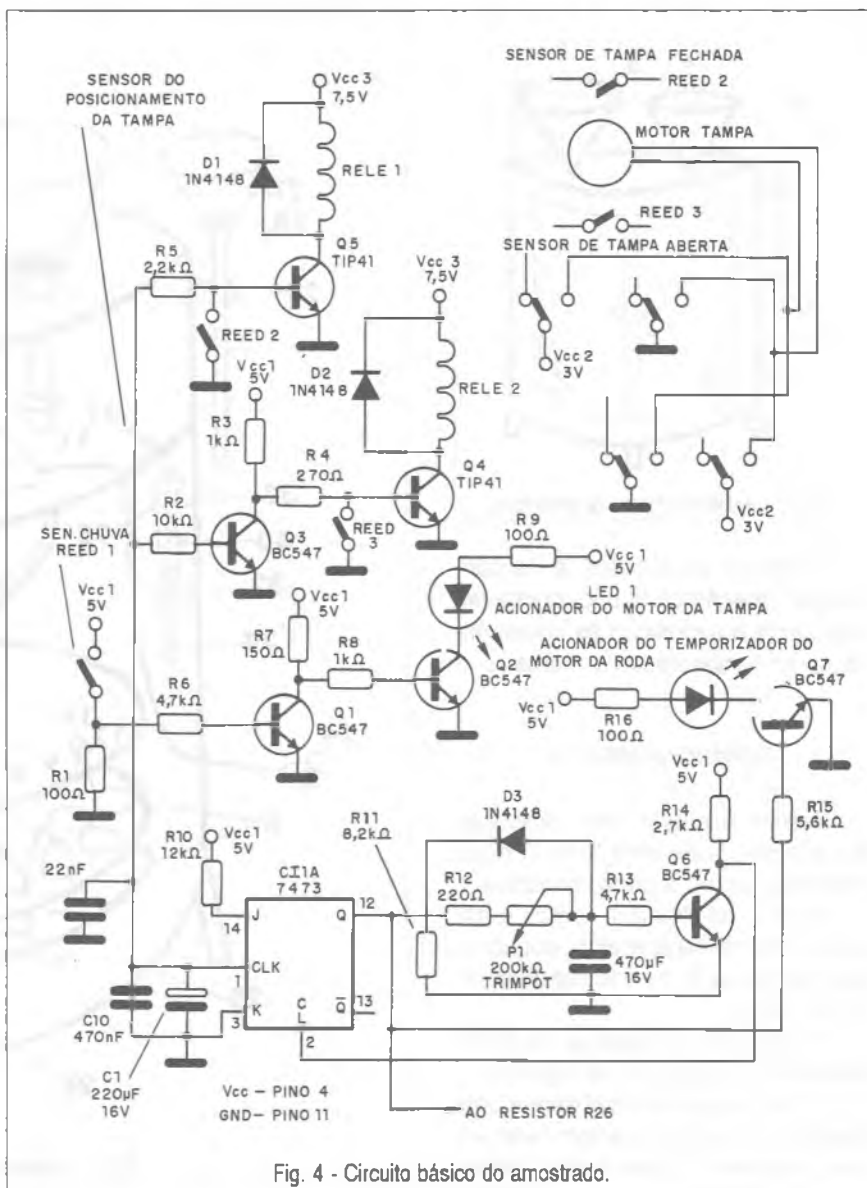 SENSOR DO
POSICIONAMENTO
DA TAMPA
Vcc 3
7,5V
D1
1N4148
RELE 1
R5
2,2kΩ
Q5
TIP41
REED 2
SENSOR DE TAMPA FECHADA
REED 2
MOTOR TAMPA
REED 3
SENSOR DE TAMPA ABERTA
Vcc2
3V
Vcc2
3V
Vcc 3
7,5V
D2
1N4148
RELE 2
Vcc1
5V
R3
1kΩ
R4
270Ω
Q4
TIP41
R2
10kΩ
Q3
BC547
REED
3
SEN.CHUVA
REED 1
Vcc1
5V
R9
100Ω
Vcc1
5V
LED 1
ACIONADOR DO MOTOR DA TAMPA
Vcc1
5V
R7
150Ω
R8
1kΩ
Q2
BC547
R6
4,7kΩ
Q1
BC547
R1
100Ω
ACIONADOR DO TEMPORIZADOR DO
MOTOR DA RODA
Q7
BC547
Vcc1
5V
R16
100Ω
Vcc1
5V
R14
2,7kΩ
R15
5,6kΩ
22nF
R10
12kΩ
Vcc1
5V
CI1A
7473
J
Q
14
12
CLK
1
K
3
C
L
2
Q̅
13
C10
470nF
C1
220µF
16V
R11
8,2kΩ
D3
1N4148
R12
220Ω
P1
200kΩ
TRIMPOT
R13
4,7kΩ
Q6
BC547
470µF
16V
Vcc – PINO 4
GND– PINO 11
AO RESISTOR R26
Fig. 4 - Circuito básico do amostrado.